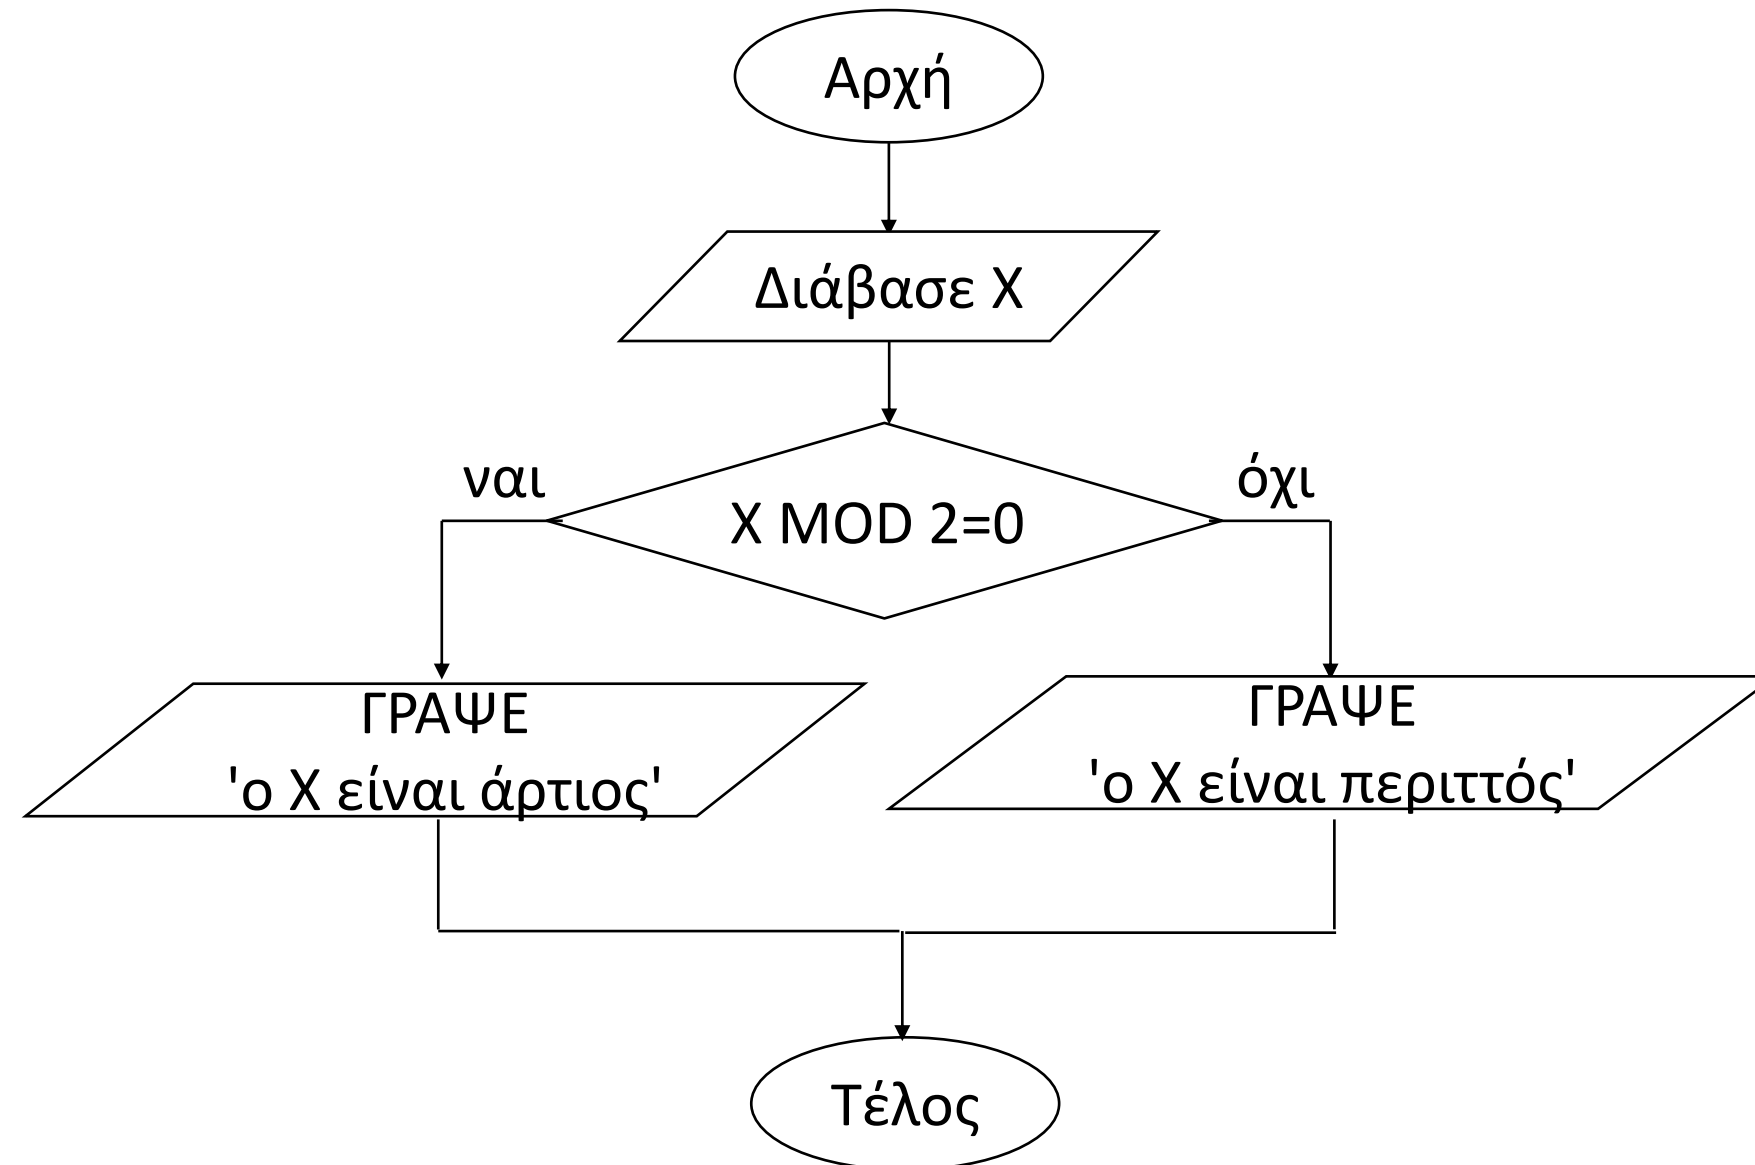 Αρχή
Διάβασε Χ
ναι
όχι
Χ MOD 2=0
ΓΡΑΨΕ
'ο Χ είναι άρτιος'
ΓΡΑΨΕ
'ο Χ είναι περιττός'
Τέλος